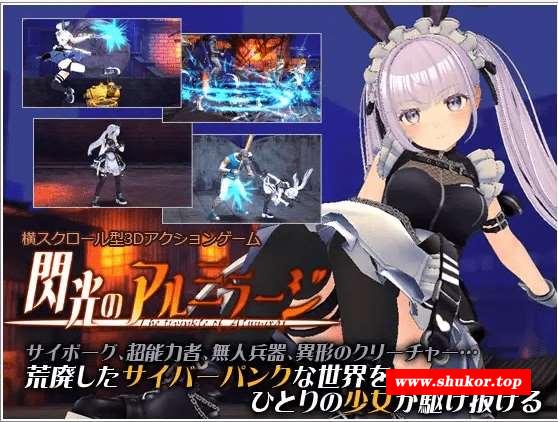 横スクロール型3Dアクションゲーム
閃光のアルミラージ
The twinkle of Almiraj
サイボーグ、超能力者、無人兵器、異形のクリーチャー…
荒廃したサイバーパンクな世界を
www.shukor.top
ひとりの少女が駆け抜ける